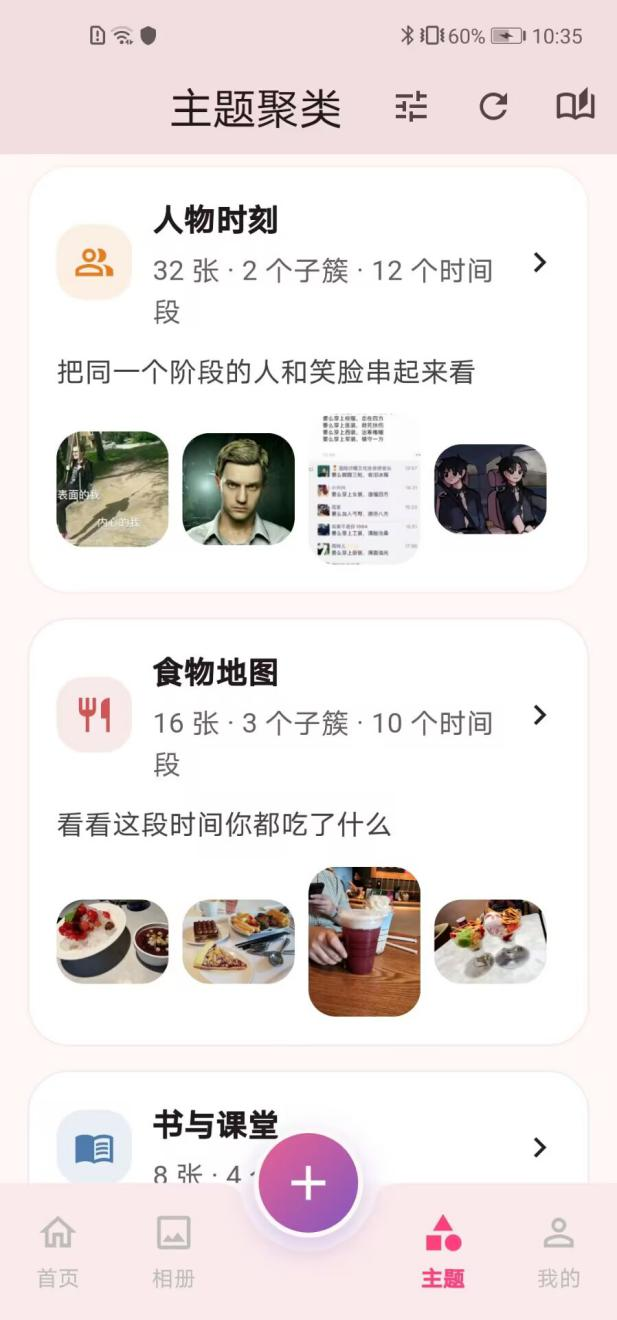 60% 10:35
主题聚类
人物时刻
32 张 · 2 个子簇 · 12 个时间
段
把同一个阶段的人和笑脸串起来看
表面的我
内心的我
食物地图
16 张 · 3 个子簇 · 10 个时间
段
看看这段时间你都吃了什么
书与课堂
8 张 · 4
首页
相册
主题
我的